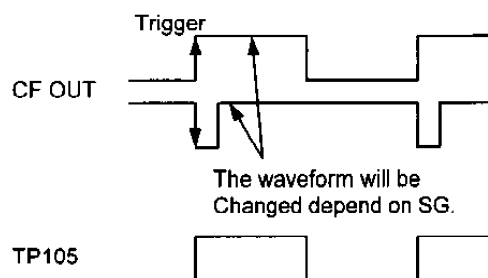 Trigger
CF OUT
The waveform will be
Changed depend on SG.
TP105